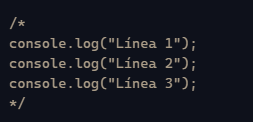 /*
console.log("Línea 1");
console.log("Línea 2");
console.log("Línea 3");
*/